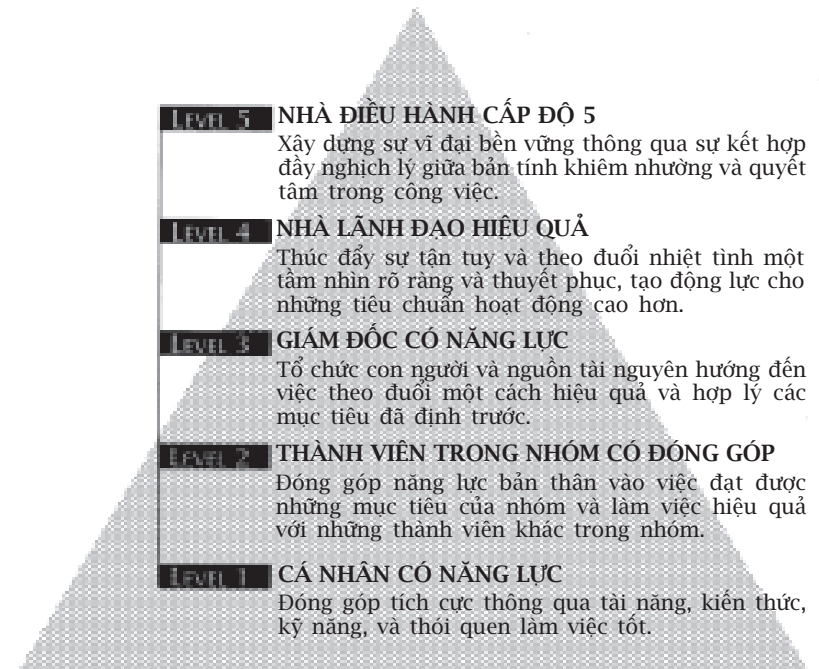 LEVEL 5 NHÀ ĐIỀU HÀNH CẤP ĐỘ 5
Xây dựng sự vĩ đại bền vững thông qua sự kết hợp
đầy nghịch lý giữa bản tính khiêm nhường và quyết
tâm trong công việc.
LEVEL 4 NHÀ LÃNH ĐẠO HIỆU QUẢ
Thúc đẩy sự tận tuy và theo đuổi nhiệt tình một
tầm nhìn rõ ràng và thuyết phục, tạo động lực cho
những tiêu chuẩn hoạt động cao hơn.
LEVEL 3 GIÁM ĐỐC CÓ NĂNG LỰC
Tổ chức con người và nguồn tài nguyên hướng đến
việc theo đuổi một cách hiệu quả và hợp lý các
mục tiêu đã định trước.
LEVEL 2 THÀNH VIÊN TRONG NHÓM CÓ ĐÓNG GÓP
Đóng góp năng lực bản thân vào việc đạt được
những mục tiêu của nhóm và làm việc hiệu quả
với những thành viên khác trong nhóm.
LEVEL 1 CÁ NHÂN CÓ NĂNG LỰC
Đóng góp tích cực thông qua tài năng, kiến thức,
kỹ năng, và thói quen làm việc tốt.